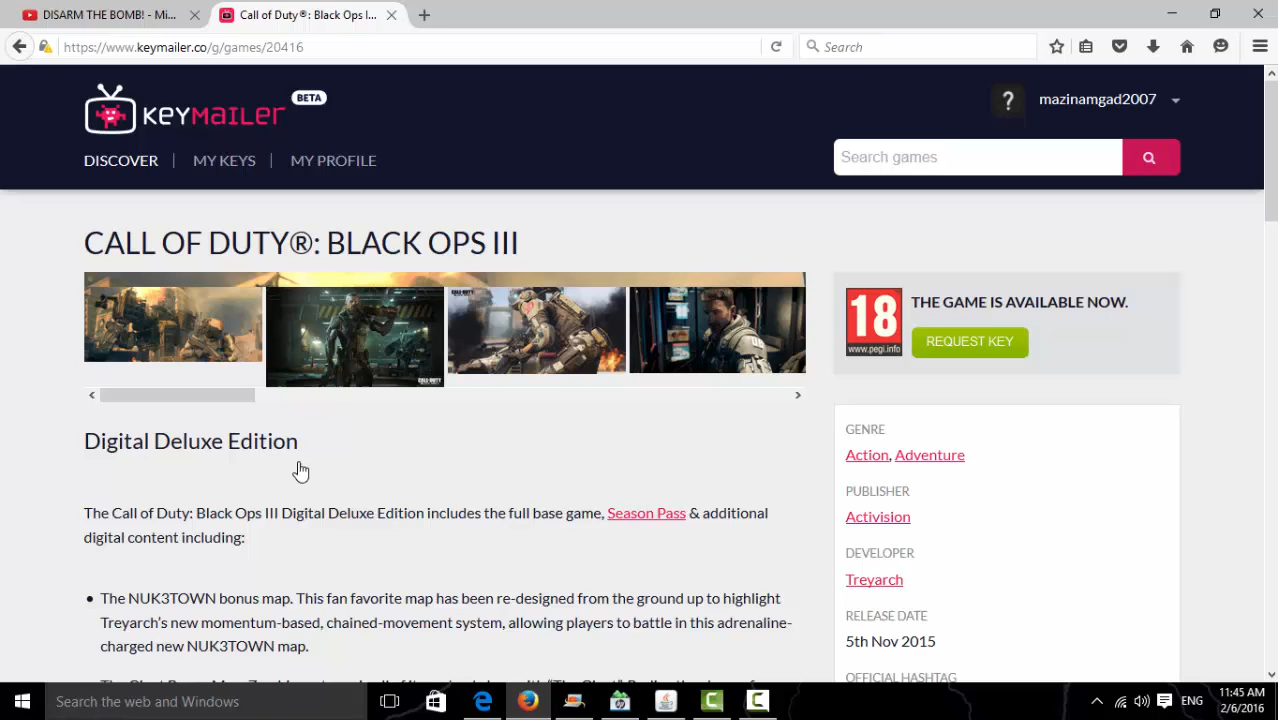 DISARM THE BOMB! - Mi...
Call of Duty®: Black Ops I...
https://www.keymailer.co/g/games/20416
Search
KEYMAILER BETA
mazinamgad2007
DISCOVER | MY KEYS | MY PROFILE
Search games
CALL OF DUTY®: BLACK OPS III
18
www.pegi.info
THE GAME IS AVAILABLE NOW.
REQUEST KEY
Digital Deluxe Edition
The Call of Duty: Black Ops III Digital Deluxe Edition includes the full base game, Season Pass & additional
digital content including:
• The NUK3TOWN bonus map. This fan favorite map has been re-designed from the ground up to highlight
Treyarch's new momentum-based, chained-movement system, allowing players to battle in this adrenaline-
charged new NUK3TOWN map.
GENRE
Action, Adventure
PUBLISHER
Activision
DEVELOPER
Treyarch
RELEASE DATE
5th Nov 2015
OFFICIAL HASHTAG
Search the web and Windows
ENG
11:45 AM
2/6/2016